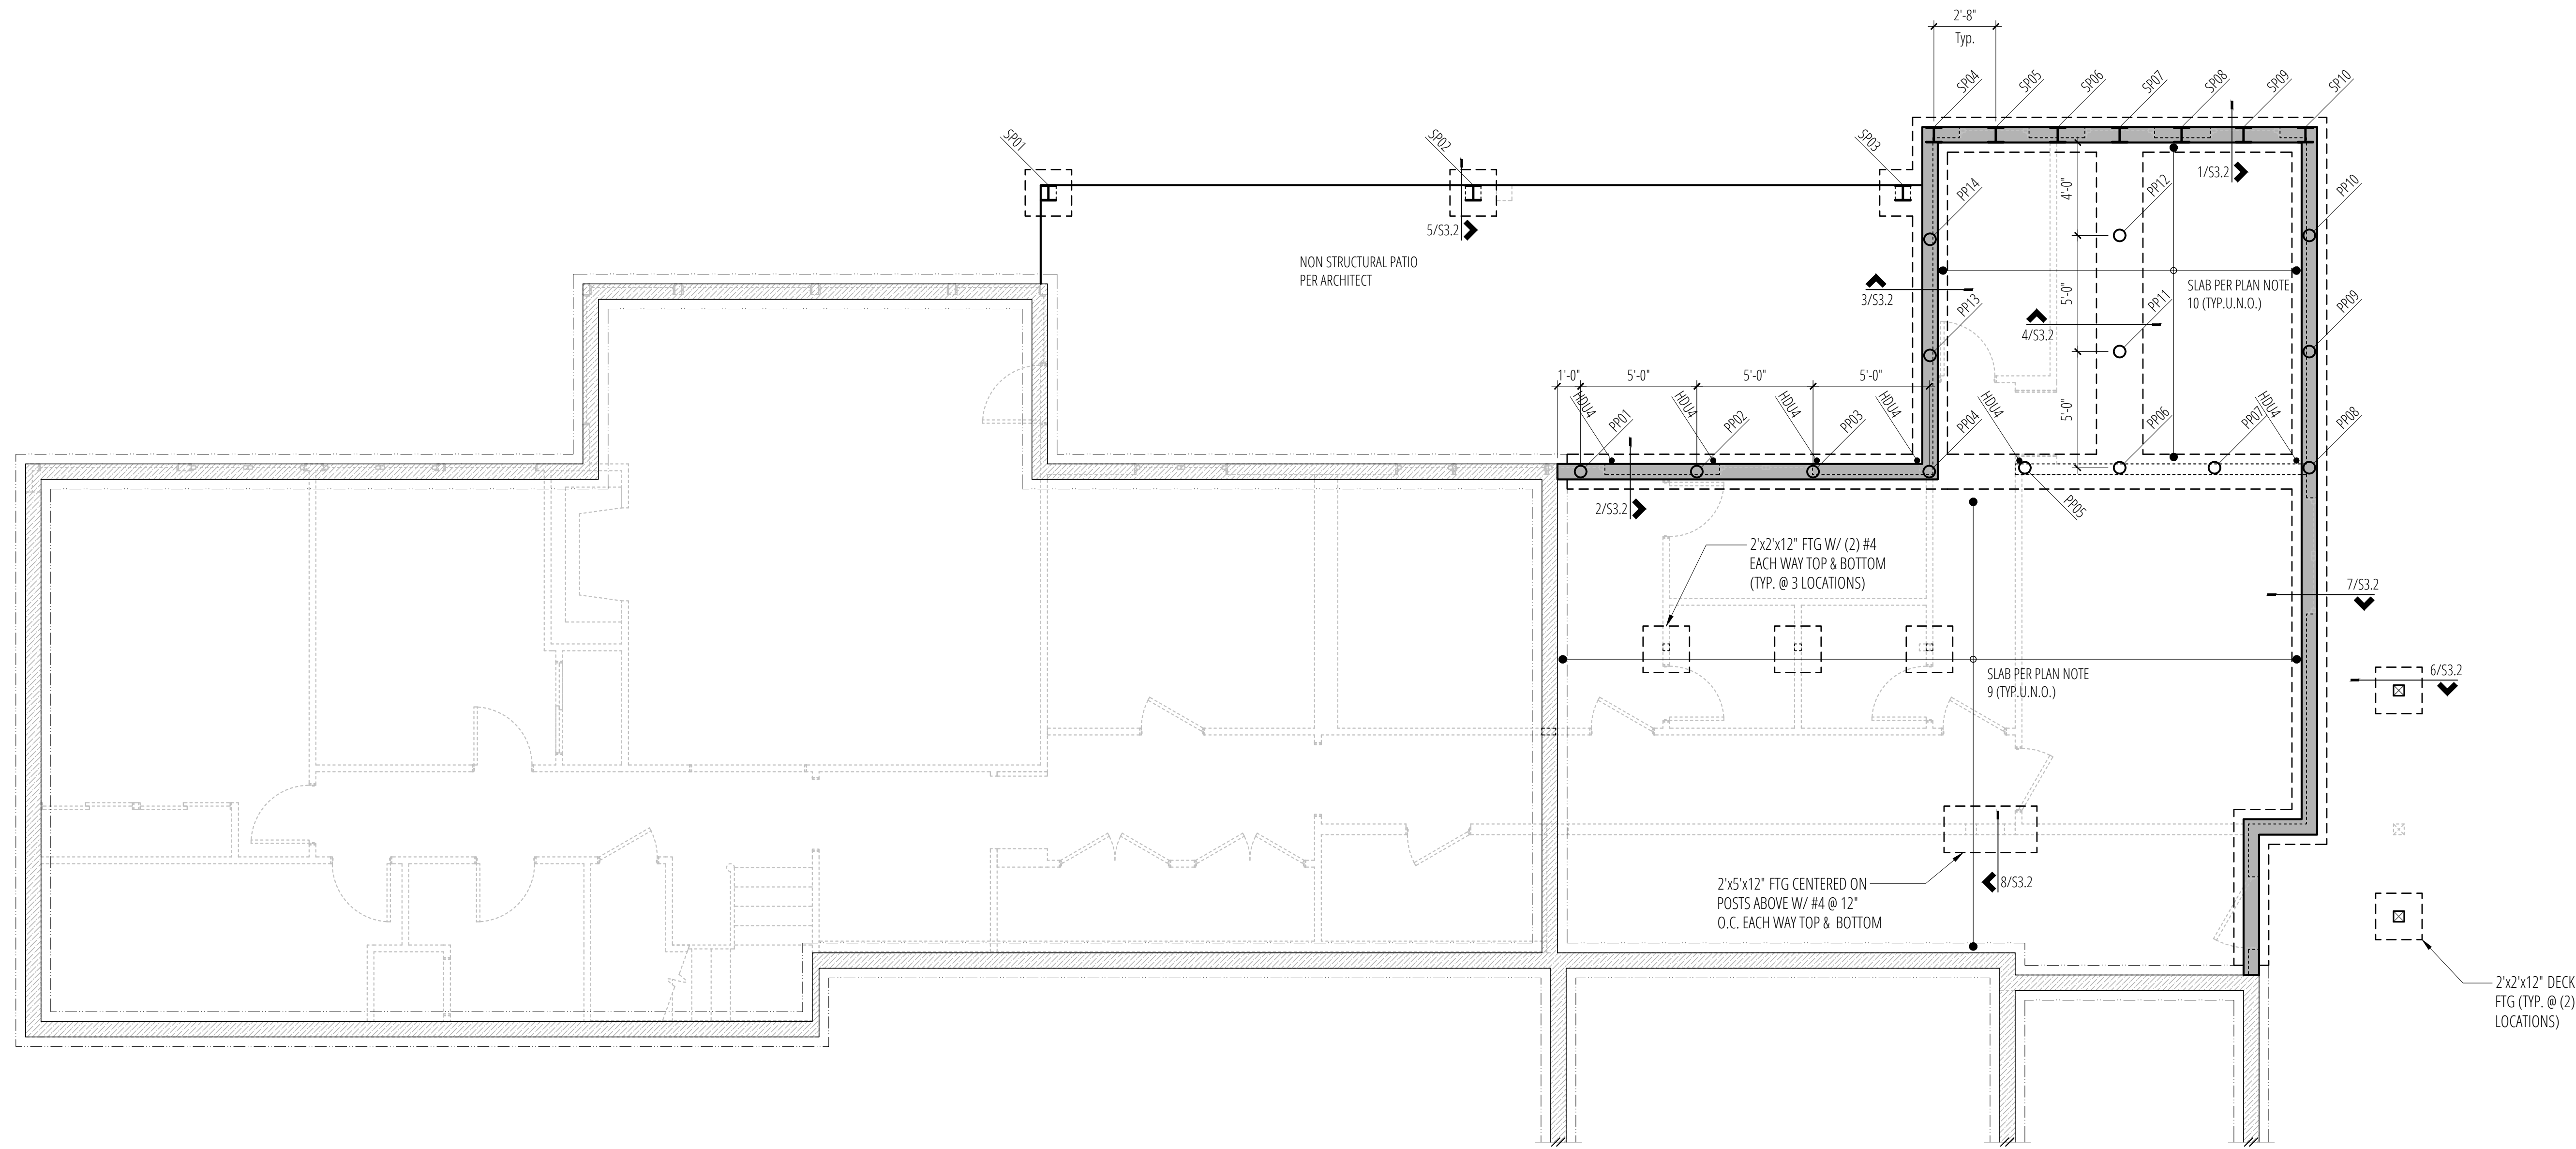 2'-8"
Typ.
SP04
SP05
SP06
SP07
SP08
SP09
SP10
SP01
SP02
SP03
1/S3.2
5/S3.2
PP14
4'-0"
PP12
PP10
NON STRUCTURAL PATIO
PER ARCHITECT
3/S3.2
PP13
5'-0"
PP11
SLAB PER PLAN NOTE
10 (TYP.U.N.O.)
PP09
4/S3.2
1'-0"
5'-0"
5'-0"
5'-0"
HDU4
PP01
HDU4
PP02
HDU4
PP03
HDU4
PP04
HDU4
5'-0"
PP06
PP07
HDU4
PP08
PP05
2/S3.2
2'x2'x12" FTG W/ (2) #4
EACH WAY TOP & BOTTOM
(TYP. @ 3 LOCATIONS)
7/S3.2
SLAB PER PLAN NOTE
9 (TYP.U.N.O.)
6/S3.2
2'x5'x12" FTG CENTERED ON
POSTS ABOVE W/ #4 @ 12"
O.C. EACH WAY TOP & BOTTOM
8/S3.2
2'x2'x12" DECK
FTG (TYP. @ (2)
LOCATIONS)